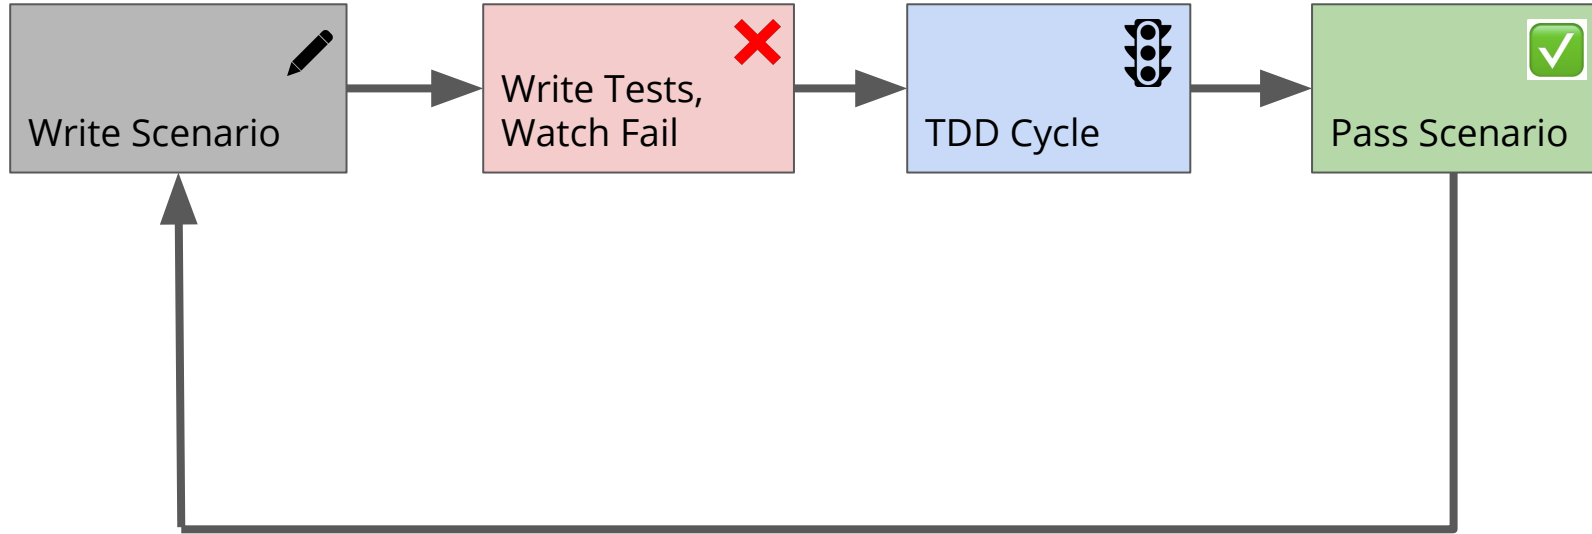 Write Scenario
Write Tests,
Watch Fail
TDD Cycle
Pass Scenario